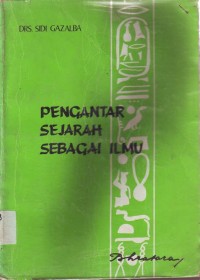 DRS. SIDI GAZALBA
PENGANTAR
SEJARAH
SEBAGAI ILMU
Bhratara